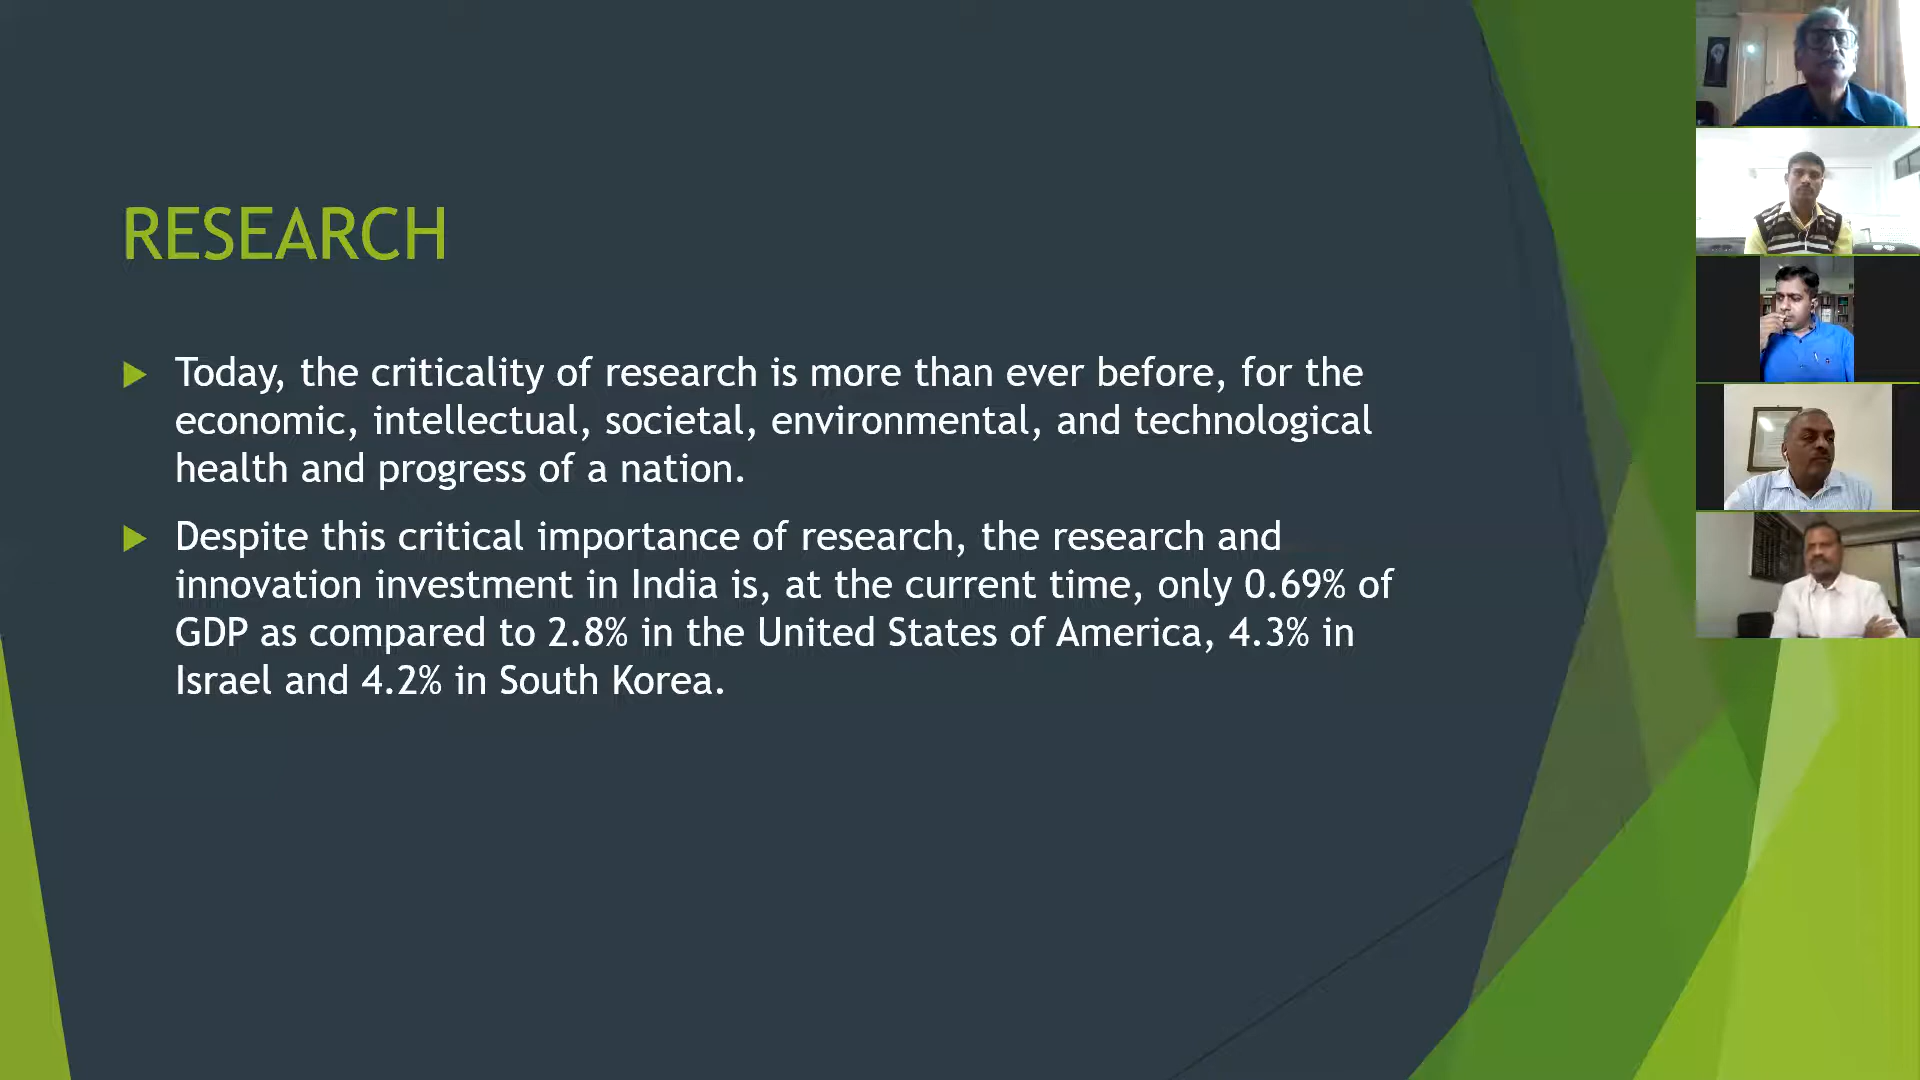 RESEARCH
Today, the criticality of research is more than ever before, for the
economic, intellectual, societal, environmental, and technological
health and progress of a nation.
Despite this critical importance of research, the research and
innovation investment in India is, at the current time, only 0.69% of
GDP as compared to 2.8% in the United States of America, 4.3% in
Israel and 4.2% in South Korea.